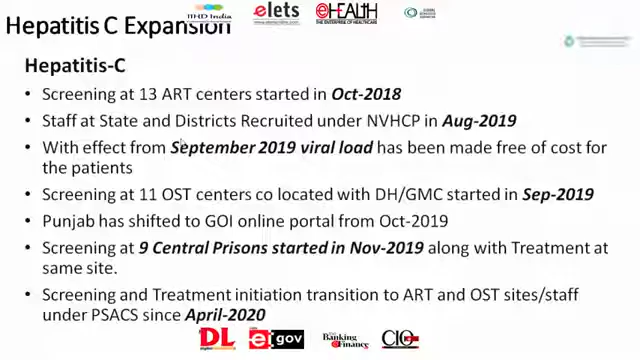 IIHD India
elets
eHEALTH
THE ENTERPRISE OF HEALTHCARE
Hepatitis C Expansion
Hepatitis-C
• Screening at 13 ART centers started in Oct-2018
• Staff at State and Districts Recruited under NVHCP in Aug-2019
• With effect from September 2019 viral load has been made free of cost for
the patients
• Screening at 11 OST centers co located with DH/GMC started in Sep-2019
• Punjab has shifted to GOI online portal from Oct-2019
• Screening at 9 Central Prisons started in Nov-2019 along with Treatment at
same site.
• Screening and Treatment initiation transition to ART and OST sites/staff
under PSACS since April-2020
DL
e gov
Banking
&Finance
CIO